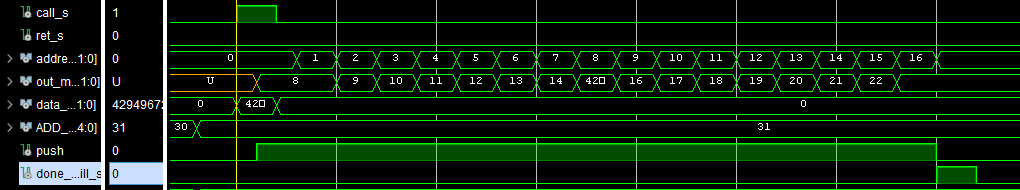 call_s 1
ret_s 0
addre...1:0] 0 0 1 2 3 4 5 6 7 8 9 10 11 12 13 14 15 16
out_m...1:0] U U 8 9 10 11 12 13 14 42 16 17 18 19 20 21 22
data_...1:0] 42949672 0 42 0
ADD_...4:0] 31 30 31
push 0
done_...ill_s 0